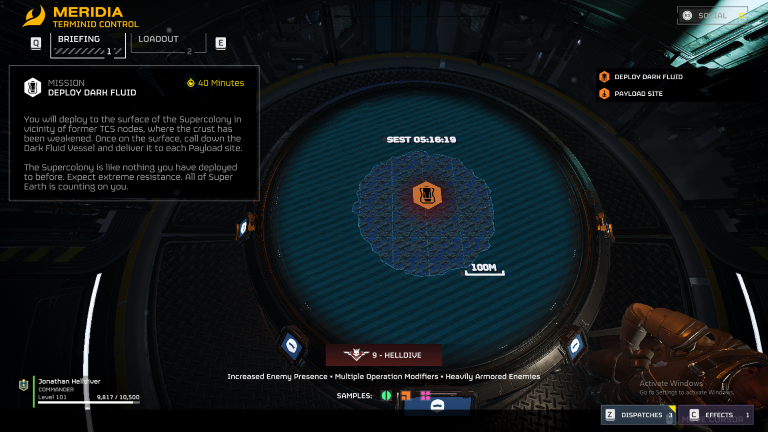 MERIDIA
TERMINID CONTROL
SOCIAL
Q
BRIEFING
1
LOADOUT
2
E
MISSION
DEPLOY DARK FLUID
40 Minutes
You will deploy to the surface of the Supercolony in
vicinity of former TCS nodes, where the crust has
been weakened. Once on the surface, call down the
Dark Fluid Vessel and deliver it to each Payload site.
The Supercolony is like nothing you have deployed
to before. Expect extreme resistance. All of Super
Earth is counting on you.
DEPLOY DARK FLUID
PAYLOAD SITE
SEST 05:16:19
100M
9 - HELLDIVE
Increased Enemy Presence • Multiple Operation Modifiers • Heavily Armored Enemies
SAMPLES:
Jonathan Helldiver
COMMANDER
Level 101
9,817 / 10,500
Activate Windows
Go to Settings to activate Windows.
Z
DISPATCHES
3
C
EFFECTS
1
CURSOR